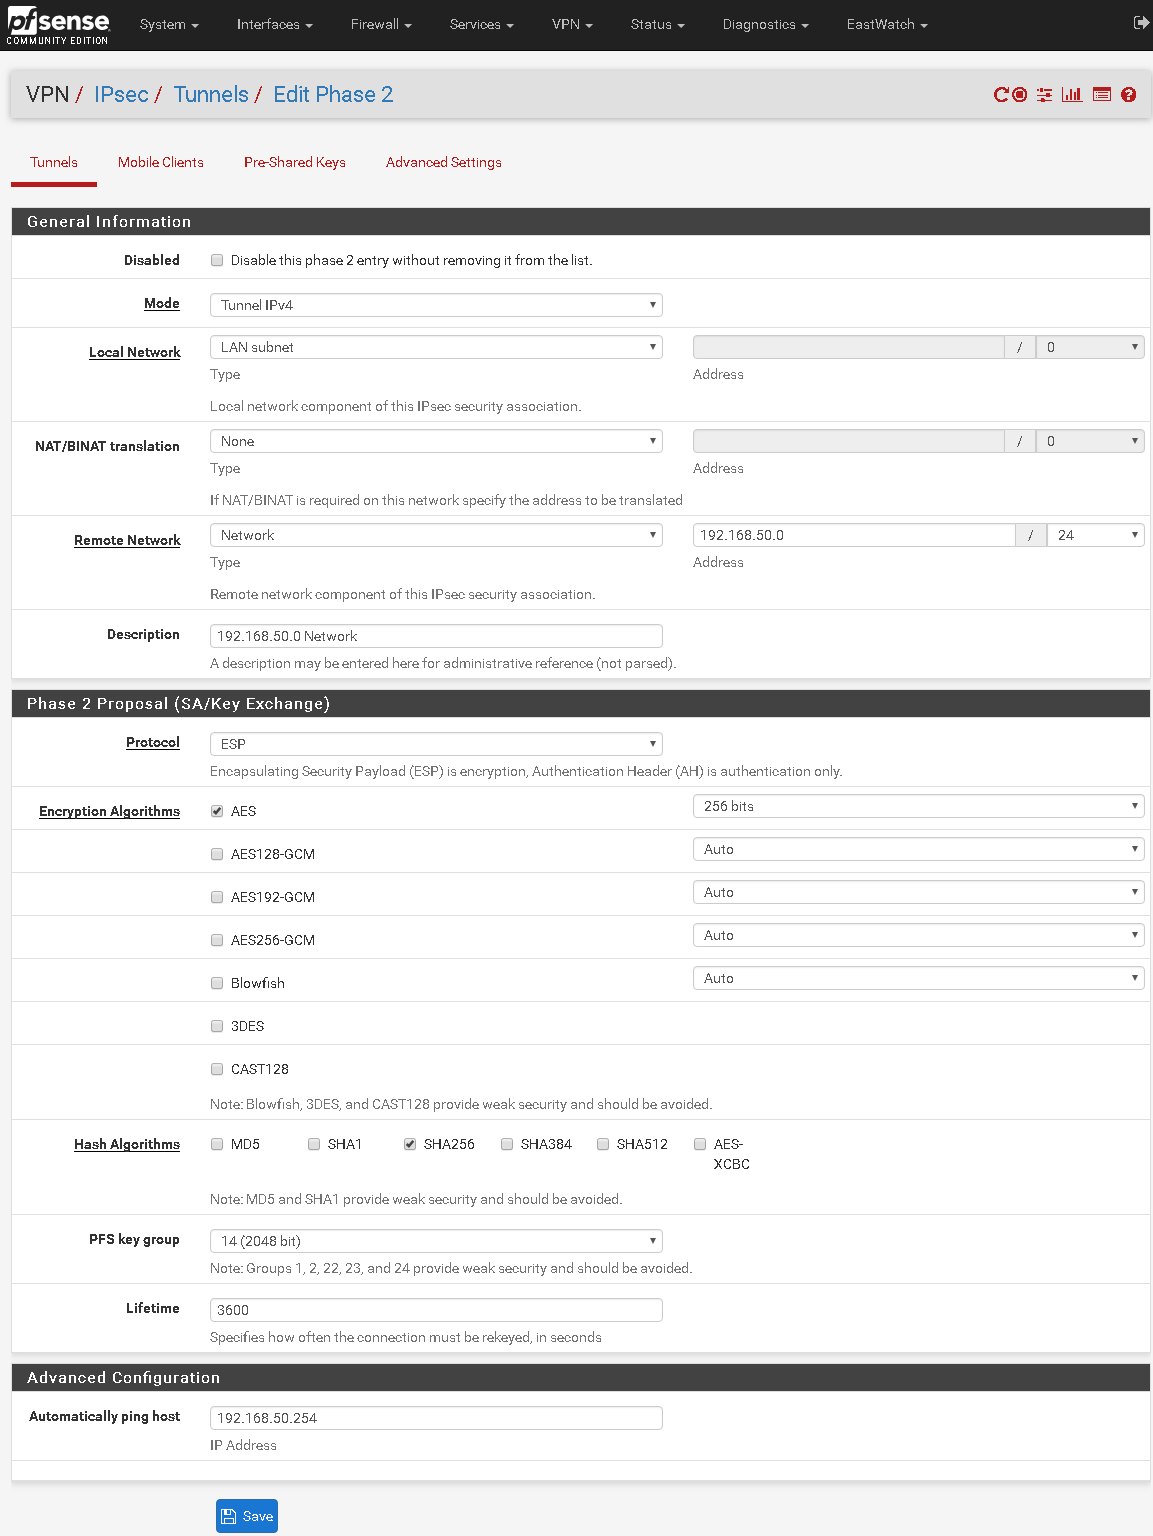 pfsense
COMMUNITY EDITION
System Interfaces Firewall Services VPN Status Diagnostics EastWatch
VPN / IPsec / Tunnels / Edit Phase 2
Tunnels Mobile Clients Pre-Shared Keys Advanced Settings
General Information
Disabled Disable this phase 2 entry without removing it from the list.
Mode Tunnel IPv4
Local Network LAN subnet / 0
Type Address
Local network component of this IPsec security association.
NAT/BINAT translation None / 0
Type Address
If NAT/BINAT is required on this network specify the address to be translated
Remote Network Network 192.168.50.0 / 24
Type Address
Remote network component of this IPsec security association.
Description 192.168.50.0 Network
A description may be entered here for administrative reference (not parsed).
Phase 2 Proposal (SA/Key Exchange)
Protocol ESP
Encapsulating Security Payload (ESP) is encryption, Authentication Header (AH) is authentication only.
Encryption Algorithms AES 256 bits
AES128-GCM Auto
AES192-GCM Auto
AES256-GCM Auto
Blowfish Auto
3DES
CAST128
Note: Blowfish, 3DES, and CAST128 provide weak security and should be avoided.
Hash Algorithms MD5 SHA1 SHA256 SHA384 SHA512 AES-
XCBC
Note: MD5 and SHA1 provide weak security and should be avoided.
PFS key group 14 (2048 bit)
Note: Groups 1, 2, 22, 23, and 24 provide weak security and should be avoided.
Lifetime 3600
Specifies how often the connection must be rekeyed, in seconds
Advanced Configuration
Automatically ping host 192.168.50.254
IP Address
Save